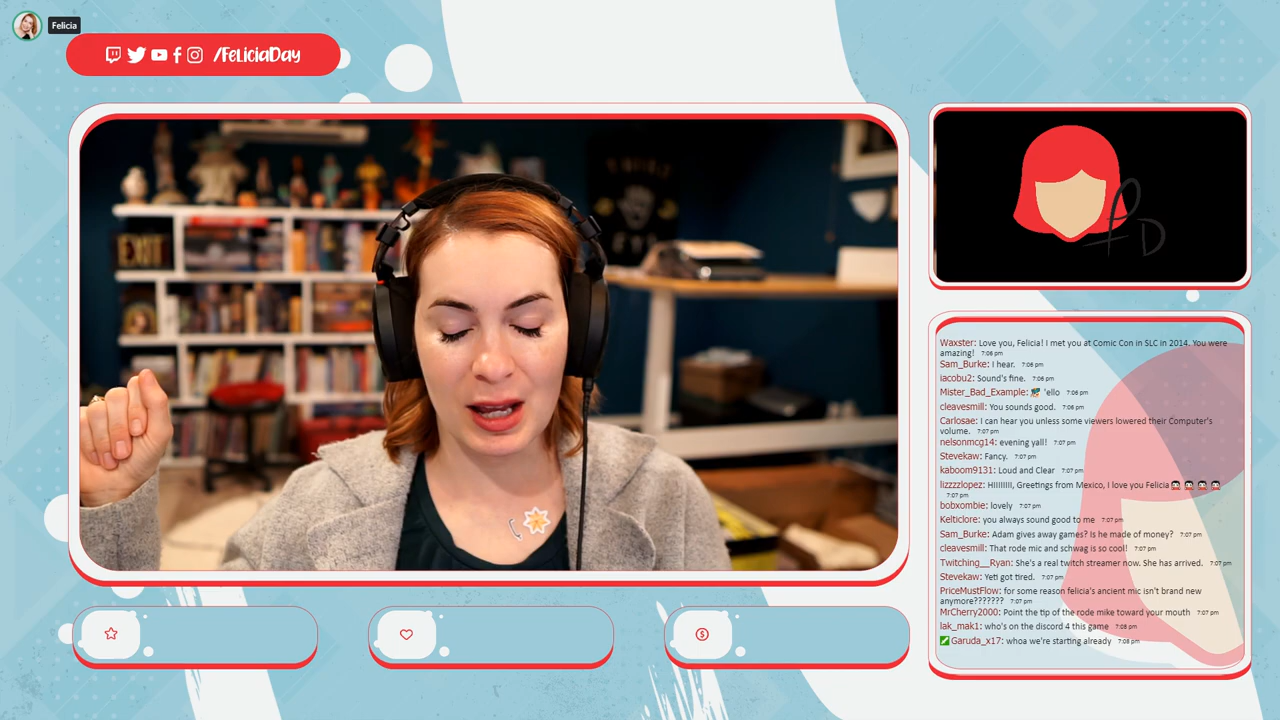 Felicia
/FeliciaDay
EXIT
Waxster: Love you, Felicia! I met you at Comic Con in SLC in 2014. You were
amazing! 7:06 pm
Sam_Burke: I hear. 7:06 pm
iacobu2: Sound's fine. 7:06 pm
Mister_Bad_Example: 'ello 7:06 pm
cleavesmill: You sounds good. 7:06 pm
Carlosae: I can hear you unless some viewers lowered their Computer's
volume. 7:07 pm
nelsonmcg14: evening yall! 7:07 pm
Stevekaw: Fancy. 7:07 pm
kaboom9131: Loud and Clear 7:07 pm
lizzzzlopez: HIIIIIIII, Greetings from Mexico, I love you Felicia
7:07 pm
bobxombie: lovely 7:07 pm
Kelticlore: you always sound good to me 7:07 pm
Sam_Burke: Adam gives away games? Is he made of money? 7:07 pm
cleavesmill: That rode mic and schwag is so cool! 7:07 pm
Twitching__Ryan: She's a real twitch streamer now. She has arrived. 7:07 pm
Stevekaw: Yeti got tired. 7:07 pm
PriceMustFlow: for some reason felicia's ancient mic isn't brand new
anymore??????? 7:07 pm
MrCherry2000: Point the tip of the rode mike toward your mouth 7:07 pm
lak_mak1: who's on the discord 4 this game 7:08 pm
Garuda_x17: whoa we're starting already 7:08 pm